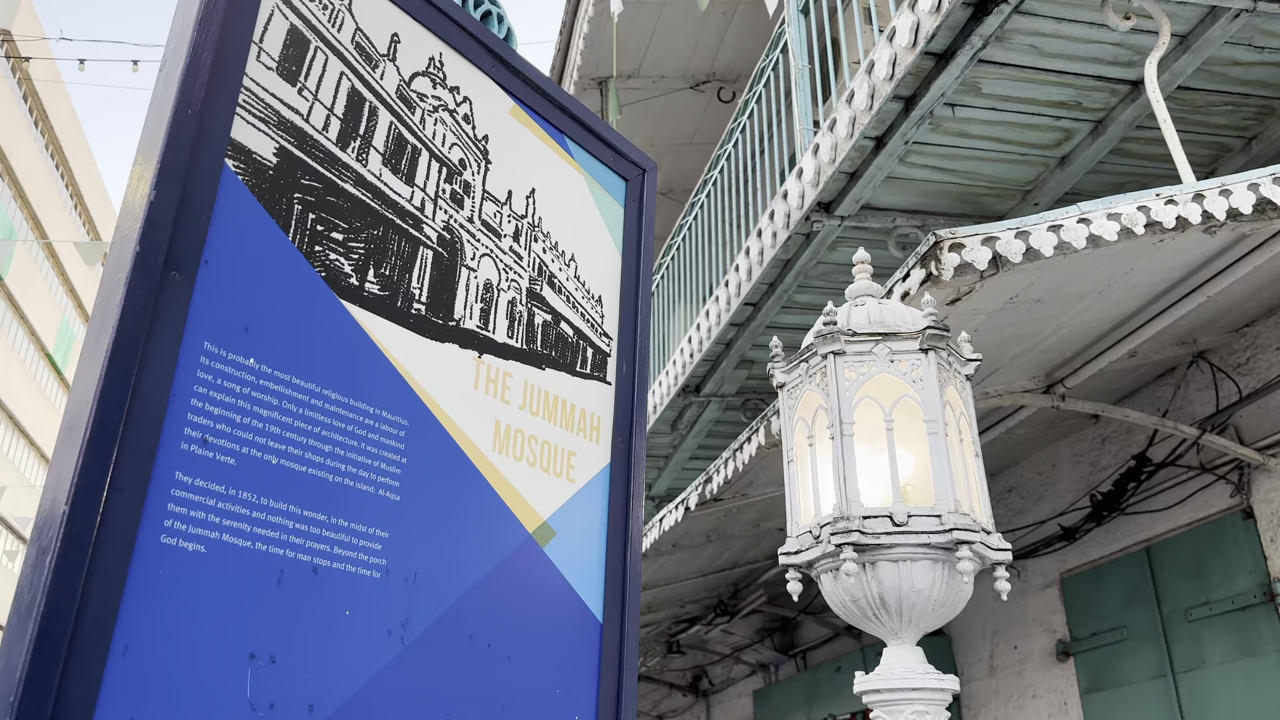 THE JUMMAH
MOSQUE
This is probably the most beautiful religious building in Mauritius.
Its construction, embellishment and maintenance are a labour of
love, a song of worship. Only a limitless love of God and mankind
can explain this magnificent piece of architecture. It was created at
the beginning of the 19th century through the initiative of Muslim
traders who could not leave their shops during the day to perform
their devotions at the only mosque existing on the island: Al-Aqsa
in Plaine Verte.
They decided, in 1852, to build this wonder, in the midst of their
commercial activities and nothing was too beautiful to provide
them with the serenity needed in their prayers. Beyond the porch
of the Jummah Mosque, the time for man stops and the time for
God begins.